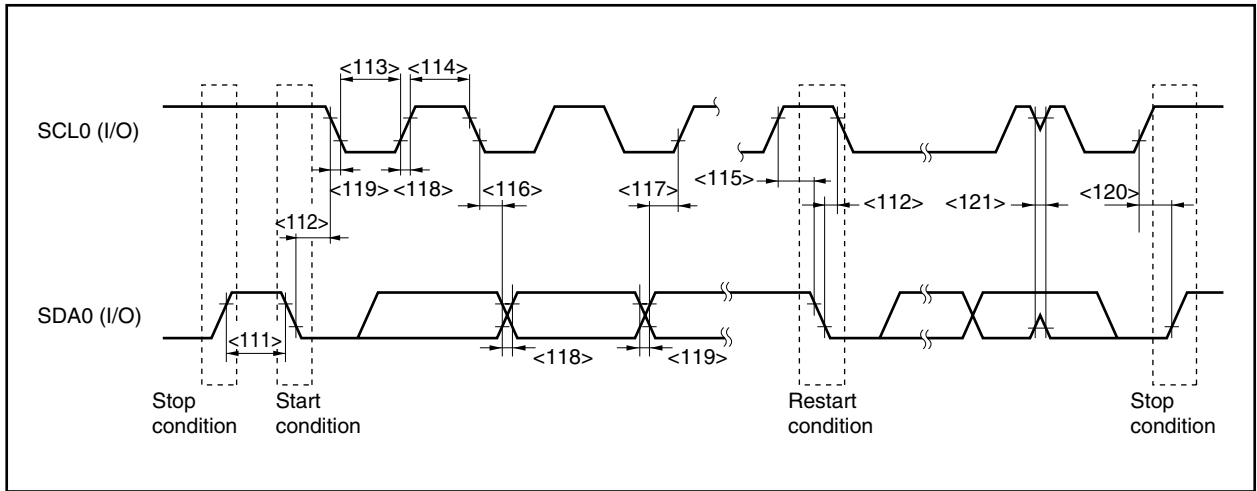 <113> <114>
SCL0 (I/O)
<119> <118> <116> <117> <115> <112> <121> <120>
<112>
SDA0 (I/O)
<111>
<118> <119>
Stop
condition
Start
condition
Restart
condition
Stop
condition